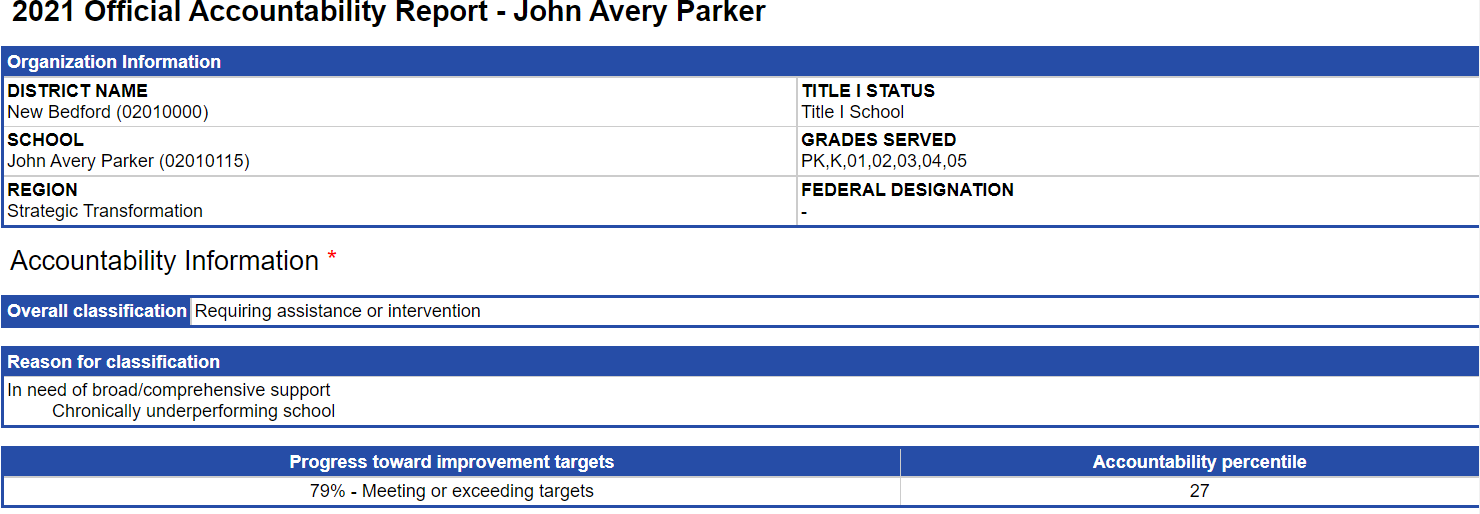 2021 Official Accountability Report - John Avery Parker
Organization Information
DISTRICT NAME
New Bedford (02010000)
TITLE I STATUS
Title I School
SCHOOL
John Avery Parker (02010115)
GRADES SERVED
PK,K,01,02,03,04,05
REGION
Strategic Transformation
FEDERAL DESIGNATION
-
Accountability Information *
Overall classification Requiring assistance or intervention
Reason for classification
In need of broad/comprehensive support
Chronically underperforming school
Progress toward improvement targets Accountability percentile
79% - Meeting or exceeding targets 27